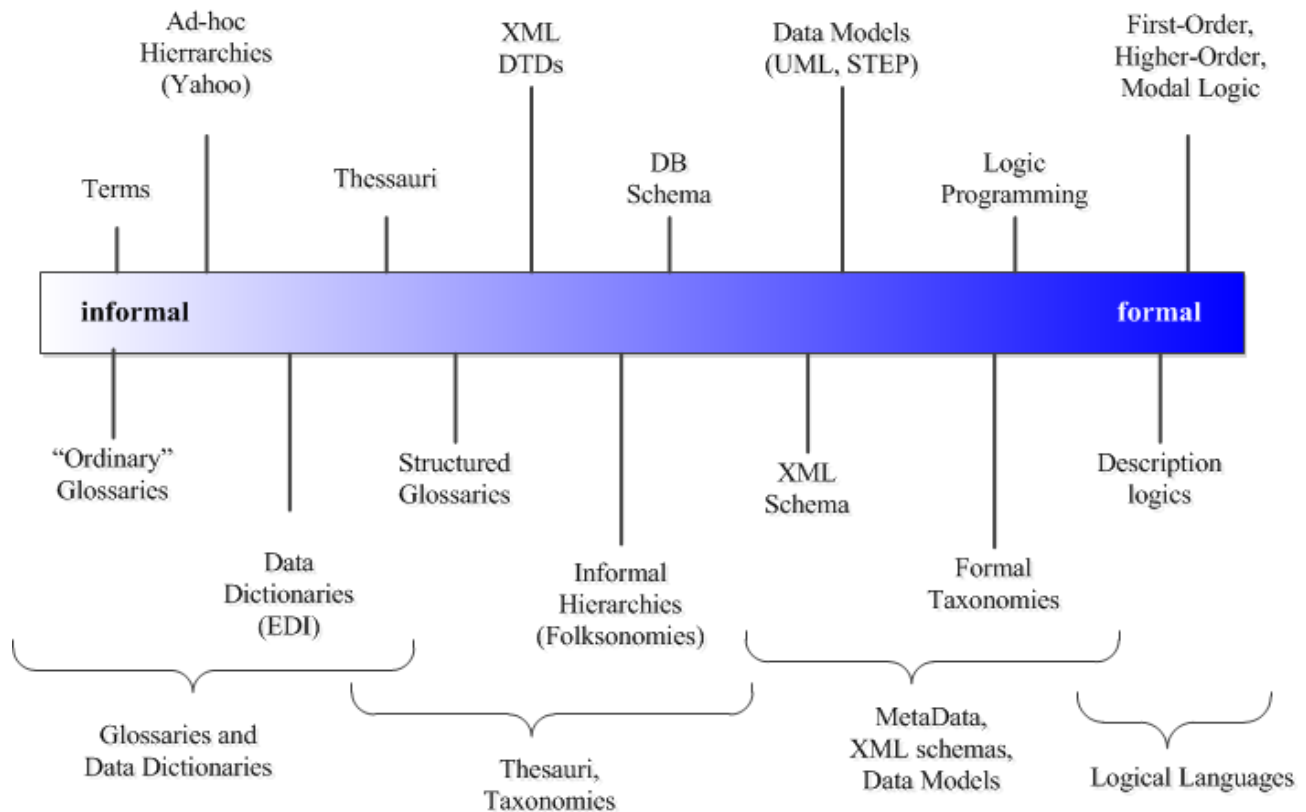 Ad-hoc
Hierrarchies
(Yahoo)
XML
DTDs
Data Models
(UML, STEP)
First-Order,
Higher-Order,
Modal Logic
Terms
Thessauri
DB
Schema
Logic
Programming
informal
formal
“Ordinary”
Glossaries
Structured
Glossaries
XML
Schema
Description
logics
Data
Dictionaries
(EDI)
Informal
Hierarchies
(Folksonomies)
Formal
Taxonomies
Glossaries and
Data Dictionaries
Thesauri,
Taxonomies
MetaData,
XML schemas,
Data Models
Logical Languages